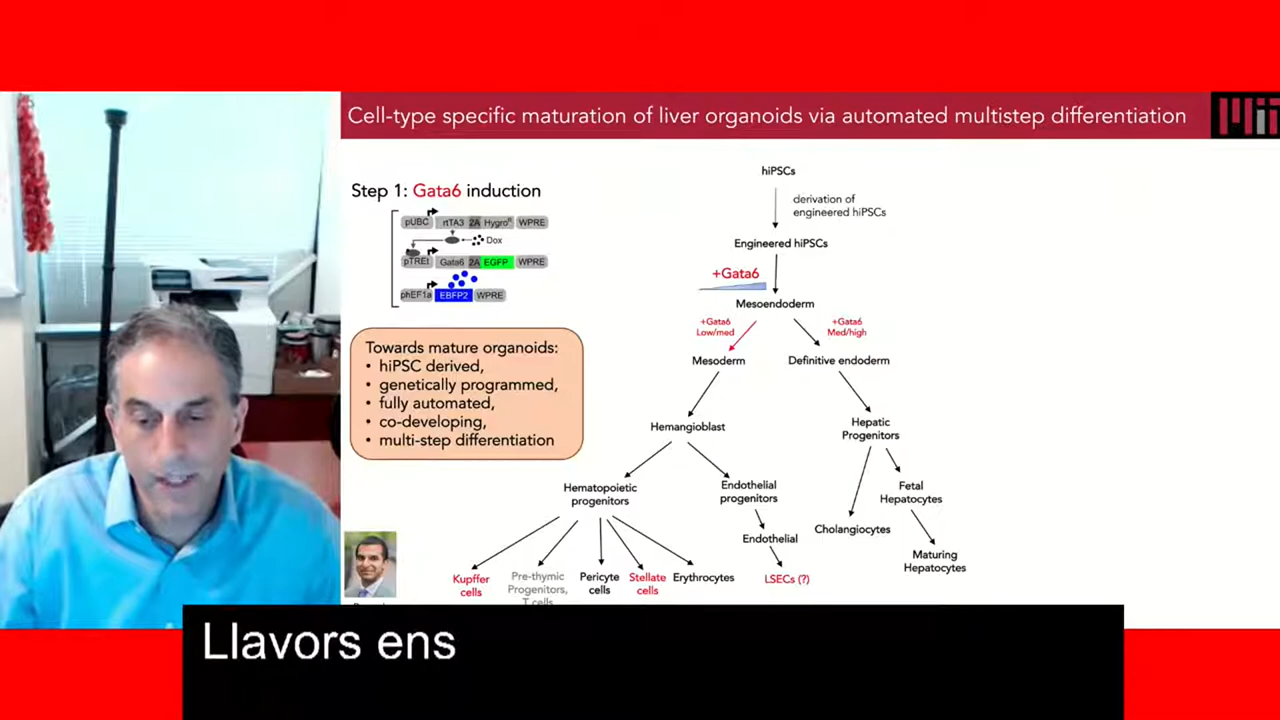 Cell-type specific maturation of liver organoids via automated multistep differentiation
MIT
Step 1: Gata6 induction
pUBC rtTA3 2A Hygroᴿ WPRE
Dox
pTREt Gata6 2A EGFP WPRE
phEF1a EBFP2 WPRE
Towards mature organoids:
• hiPSC derived,
• genetically programmed,
• fully automated,
• co-developing,
• multi-step differentiation
hiPSCs
derivation of
engineered hiPSCs
Engineered hiPSCs
+Gata6
Mesoendoderm
+Gata6
Low/med
+Gata6
Med/high
Mesoderm
Definitive endoderm
Hemangioblast
Hepatic
Progenitors
Hematopoietic
progenitors
Endothelial
progenitors
Fetal
Hepatocytes
Cholangiocytes
Endothelial
Maturing
Hepatocytes
Kupffer
cells
Pre-thymic
Progenitors,
T cells
Pericyte
cells
Stellate
cells
Erythrocytes
LSECs (?)
Llavors ens